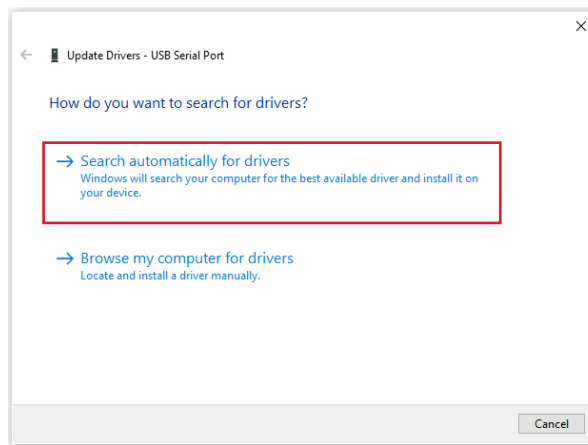 Update Drivers - USB Serial Port
How do you want to search for drivers?
Search automatically for drivers
Windows will search your computer for the best available driver and install it on
your device.
Browse my computer for drivers
Locate and install a driver manually.
Cancel